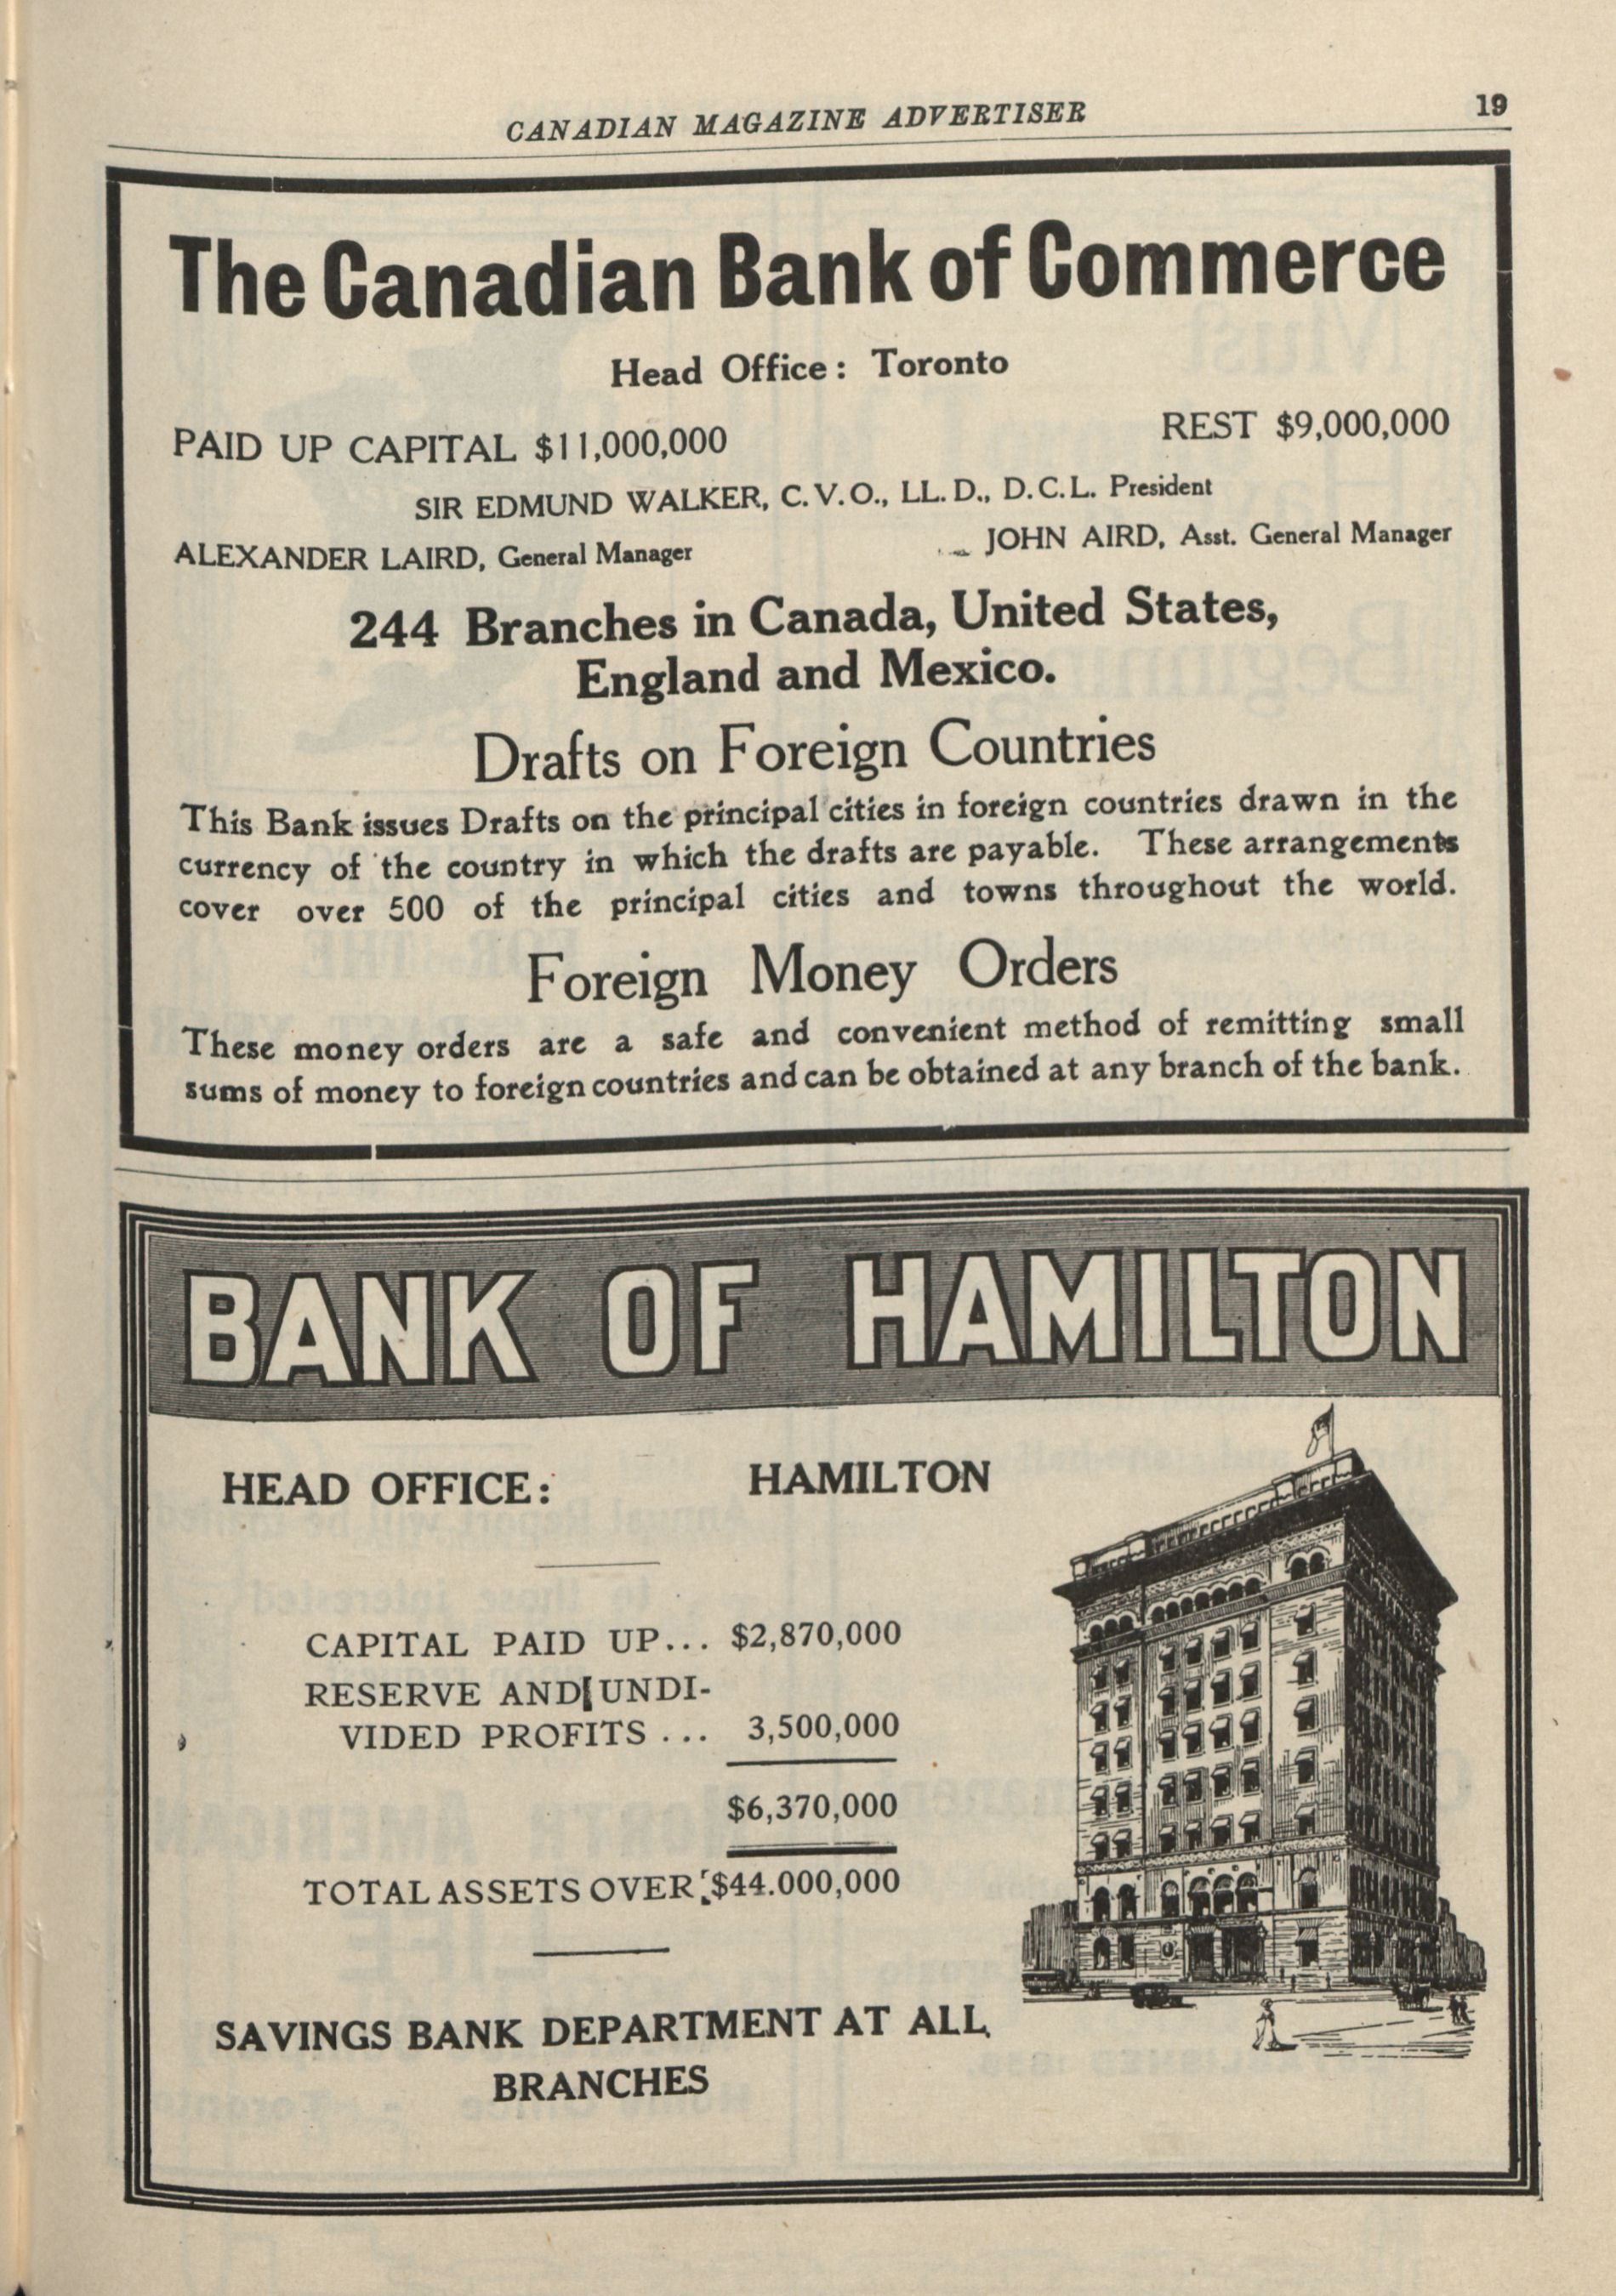 CANADIAN MAGAZINE ADVERTISER
19
The Canadian Bank of Commerce
Head Office: Toronto
PAID UP CAPITAL $11,000,000
REST $9,000,000
SIR EDMUND WALKER, C.V.O., LL.D., D.C.L. President
ALEXANDER LAIRD, General Manager
JOHN AIRD, Asst. General Manager
244 Branches in Canada, United States,
England and Mexico.
Drafts on Foreign Countries
This Bank issues Drafts on the principal cities in foreign countries drawn in the
currency of the country in which the drafts are payable. These arrangements
cover over 500 of the principal cities and towns throughout the world.
Foreign Money Orders
These money orders are a safe and convenient method of remitting small
sums of money to foreign countries and can be obtained at any branch of the bank.
BANK OF HAMILTON
HEAD OFFICE: HAMILTON
CAPITAL PAID UP... $2,870,000
RESERVE AND UNDI-
VIDED PROFITS ... 3,500,000
$6,370,000
TOTAL ASSETS OVER $44.000,000
SAVINGS BANK DEPARTMENT AT ALL
BRANCHES